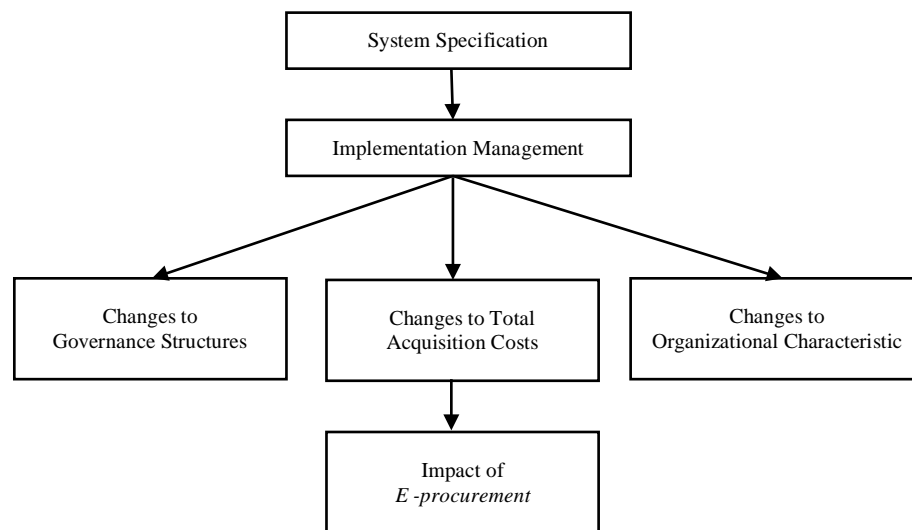 System Specification
Implementation Management
Changes to
Governance Structures
Changes to Total
Acquisition Costs
Changes to
Organizational Characteristic
Impact of
E -procurement